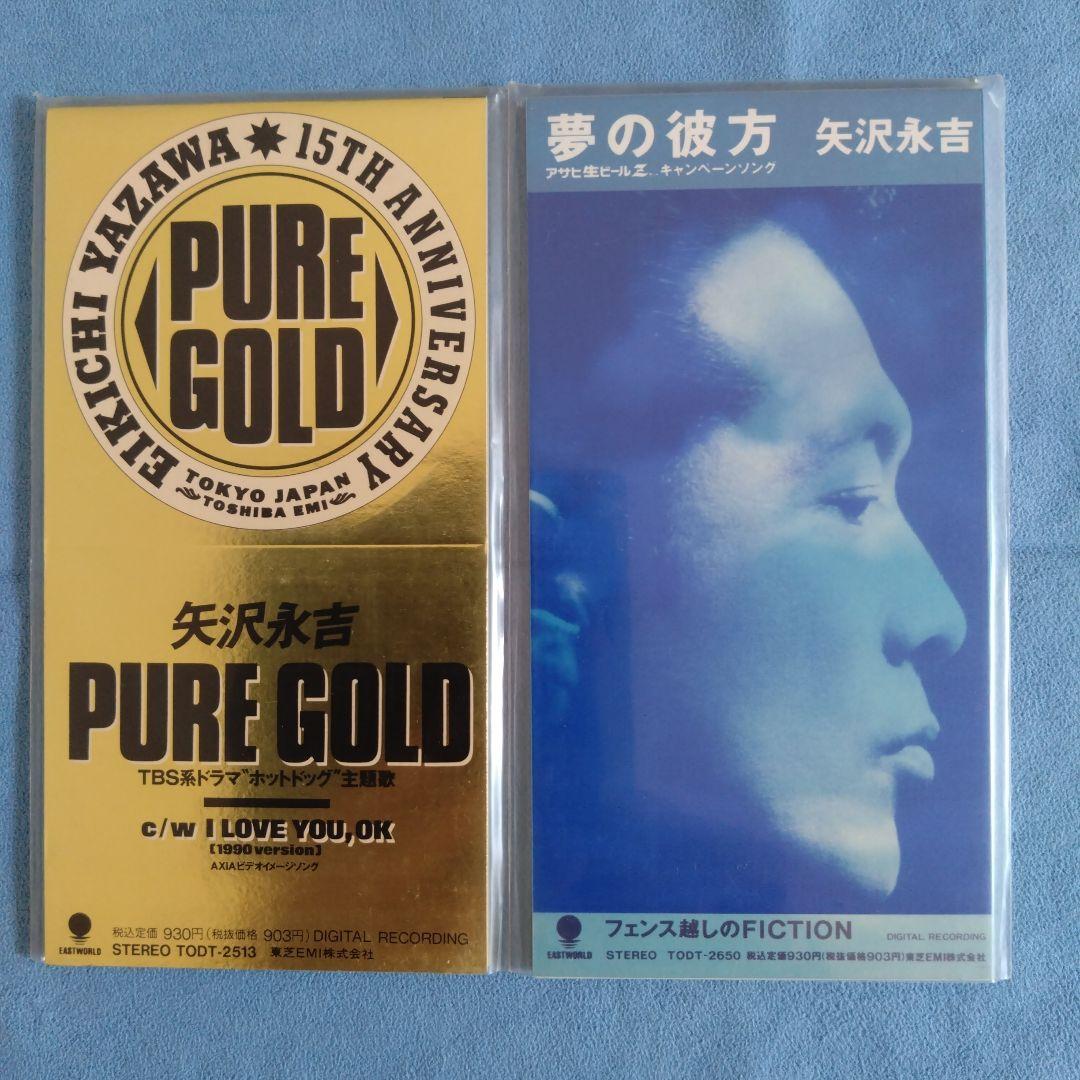 EIKICHI YAZAWA 15TH ANNIVERSARY
PURE
GOLD
TOKYO JAPAN
TOSHIBA EMI
矢沢永吉
PURE GOLD
TBS系ドラマ"ホットドッグ"主題歌
c/w I LOVE YOU, OK
[1990 version]
AXIAビデオイメージソング
EASTWORLD
税込定価 930円(税抜価格 903円) DIGITAL RECORDING
STEREO TODT-2513 東芝EMI株式会社
夢の彼方 矢沢永吉
アサヒ生ビールZ.. キャンペーンソング
フェンス越しのFICTION
DIGITAL RECORDING
EASTWORLD
STEREO TODT-2650 税込定価930円(税抜価格903円)東芝EMI株式会社